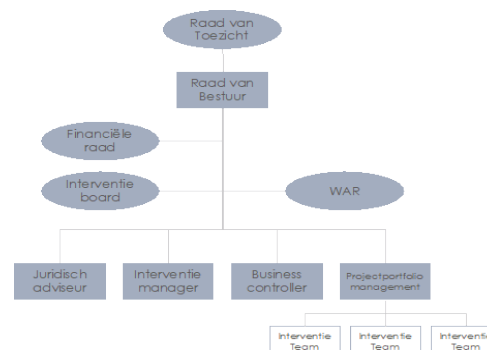 Raad van
Toezicht
Raad van
Bestuur
Financiële
raad
Interventie
board
WAR
Juridisch
adviseur
Interventie
manager
Business
controller
Projectportfolio
management
Interventie
Team
Interventie
Team
Interventie
Team